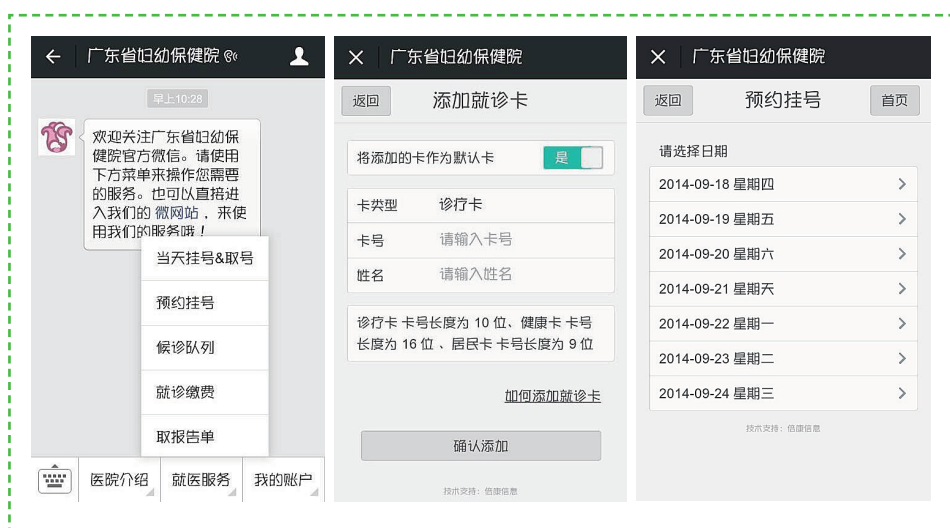 广东省妇幼保健院
早上10:28
欢迎关注广东省妇幼保
健院官方微信。请使用
下方菜单来操作您需要
的服务。也可以直接进
入我们的 微网站，来使
用我们的服务哦！
当天挂号&取号
预约挂号
候诊队列
就诊缴费
取报告单
医院介绍 就医服务 我的账户
广东省妇幼保健院
返回 添加就诊卡
将添加的卡作为默认卡 是
卡类型 诊疗卡
卡号 请输入卡号
姓名 请输入姓名
诊疗卡 卡号长度为 10 位、健康卡 卡号
长度为 16 位 、居民卡 卡号长度为 9 位
如何添加就诊卡
确认添加
技术支持：倍康信息
广东省妇幼保健院
返回 预约挂号 首页
请选择日期
2014-09-18 星期四
2014-09-19 星期五
2014-09-20 星期六
2014-09-21 星期天
2014-09-22 星期一
2014-09-23 星期二
2014-09-24 星期三
技术支持：倍康信息